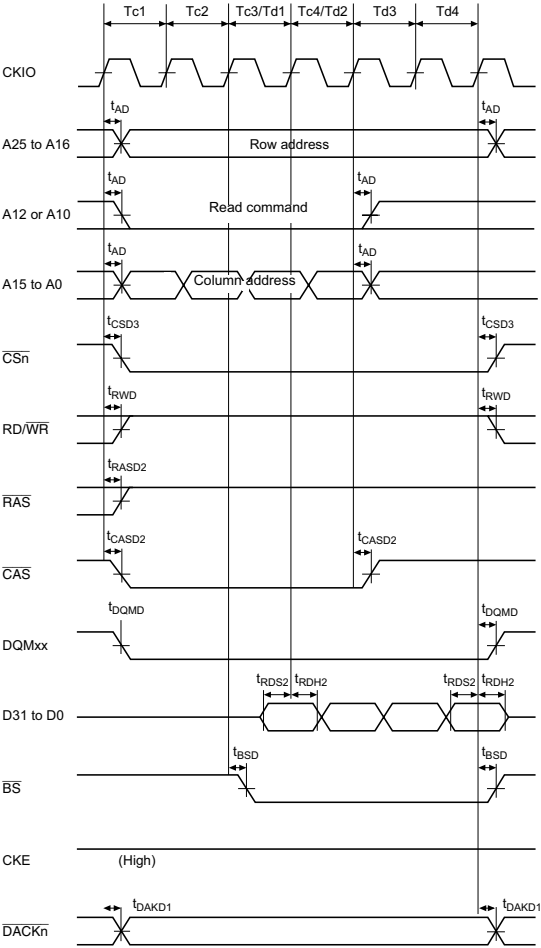 Tc1 Tc2 Tc3/Td1 Tc4/Td2 Td3 Td4
CKIO
tAD tAD
A25 to A16 Row address
tAD tAD
A12 or A10 Read command
tAD tAD
A15 to A0 Column address
tCSD3 tCSD3
CSn
tRWD tRWD
RD/WR
tRASD2
RAS
tCASD2 tCASD2
CAS
tDQMD tDQMD
DQMxx
tRDS2 tRDH2 tRDS2 tRDH2
D31 to D0
tBSD tBSD
BS
CKE (High)
tDAKD1 tDAKD1
DACKn